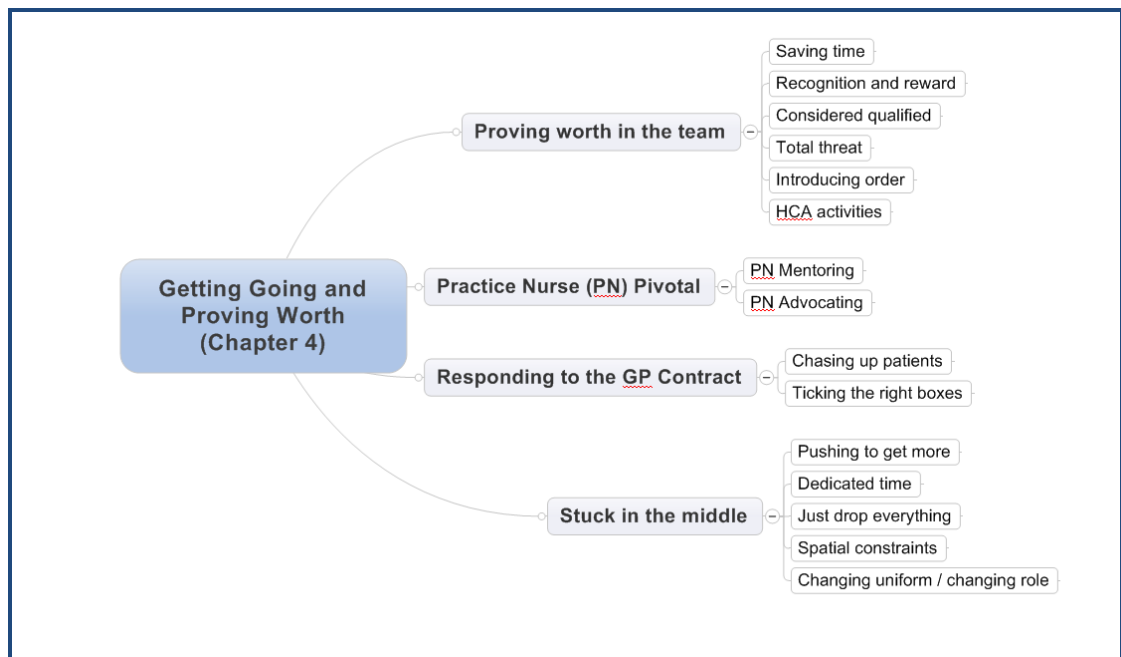 Getting Going and
Proving Worth
(Chapter 4)
Proving worth in the team
Saving time
Recognition and reward
Considered qualified
Total threat
Introducing order
HCA activities
Practice Nurse (PN) Pivotal
PN Mentoring
PN Advocating
Responding to the GP Contract
Chasing up patients
Ticking the right boxes
Stuck in the middle
Pushing to get more
Dedicated time
Just drop everything
Spatial constraints
Changing uniform / changing role